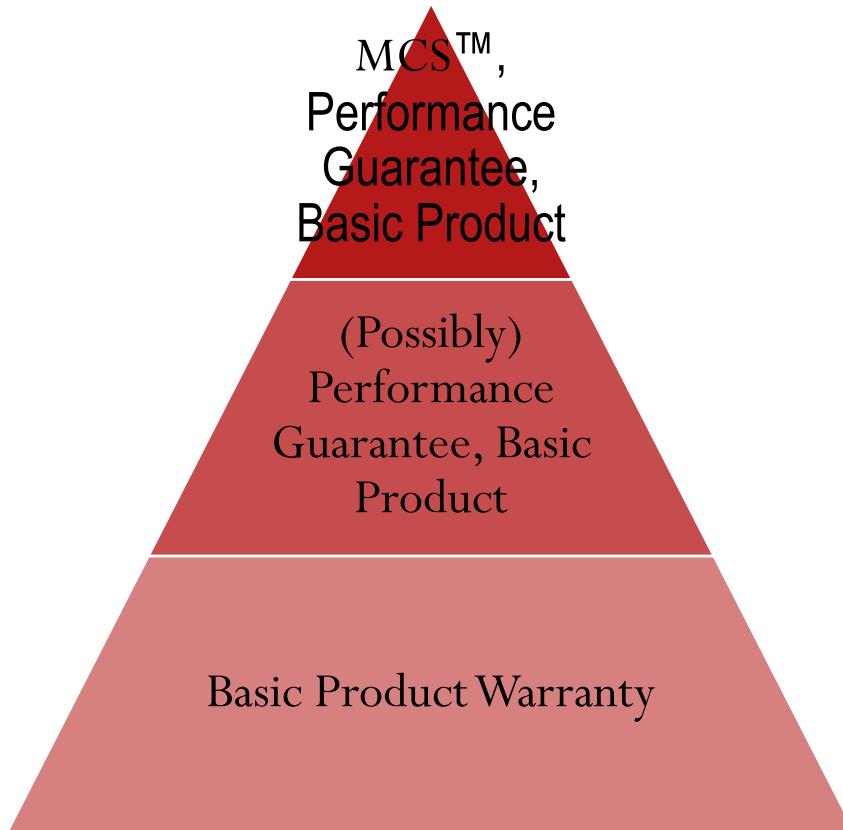 MCS™,
Performance
Guarantee,
Basic Product
(Possibly)
Performance
Guarantee, Basic
Product
Basic Product Warranty